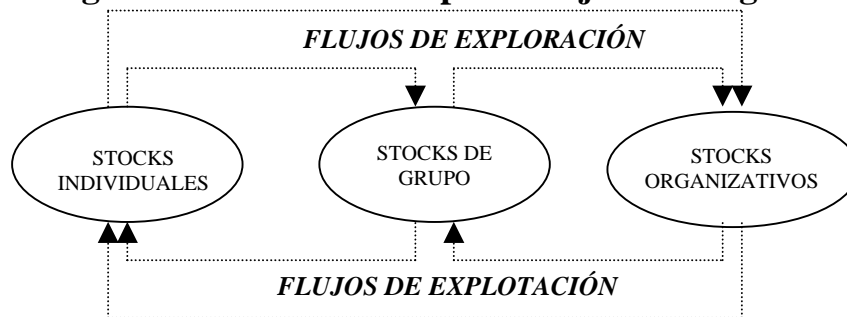 FLUJOS DE EXPLORACIÓN
STOCKS
INDIVIDUALES
STOCKS DE
GRUPO
STOCKS
ORGANIZATIVOS
FLUJOS DE EXPLOTACIÓN